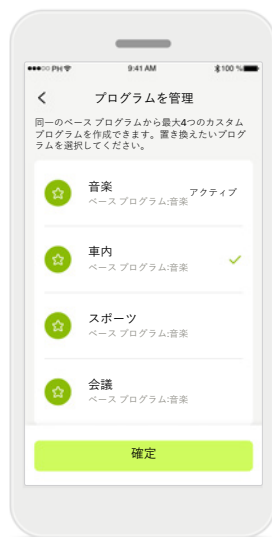 PH 9:41 AM 100 %
プログラムを管理
同一のベース プログラムから最大4つのカスタム
プログラムを作成できます。置き換えたいプログ
ラムを選択してください。
音楽 アクティブ
ベース プログラム:音楽
車内
ベース プログラム:音楽
スポーツ
ベース プログラム:音楽
会議
ベース プログラム:音楽
確定